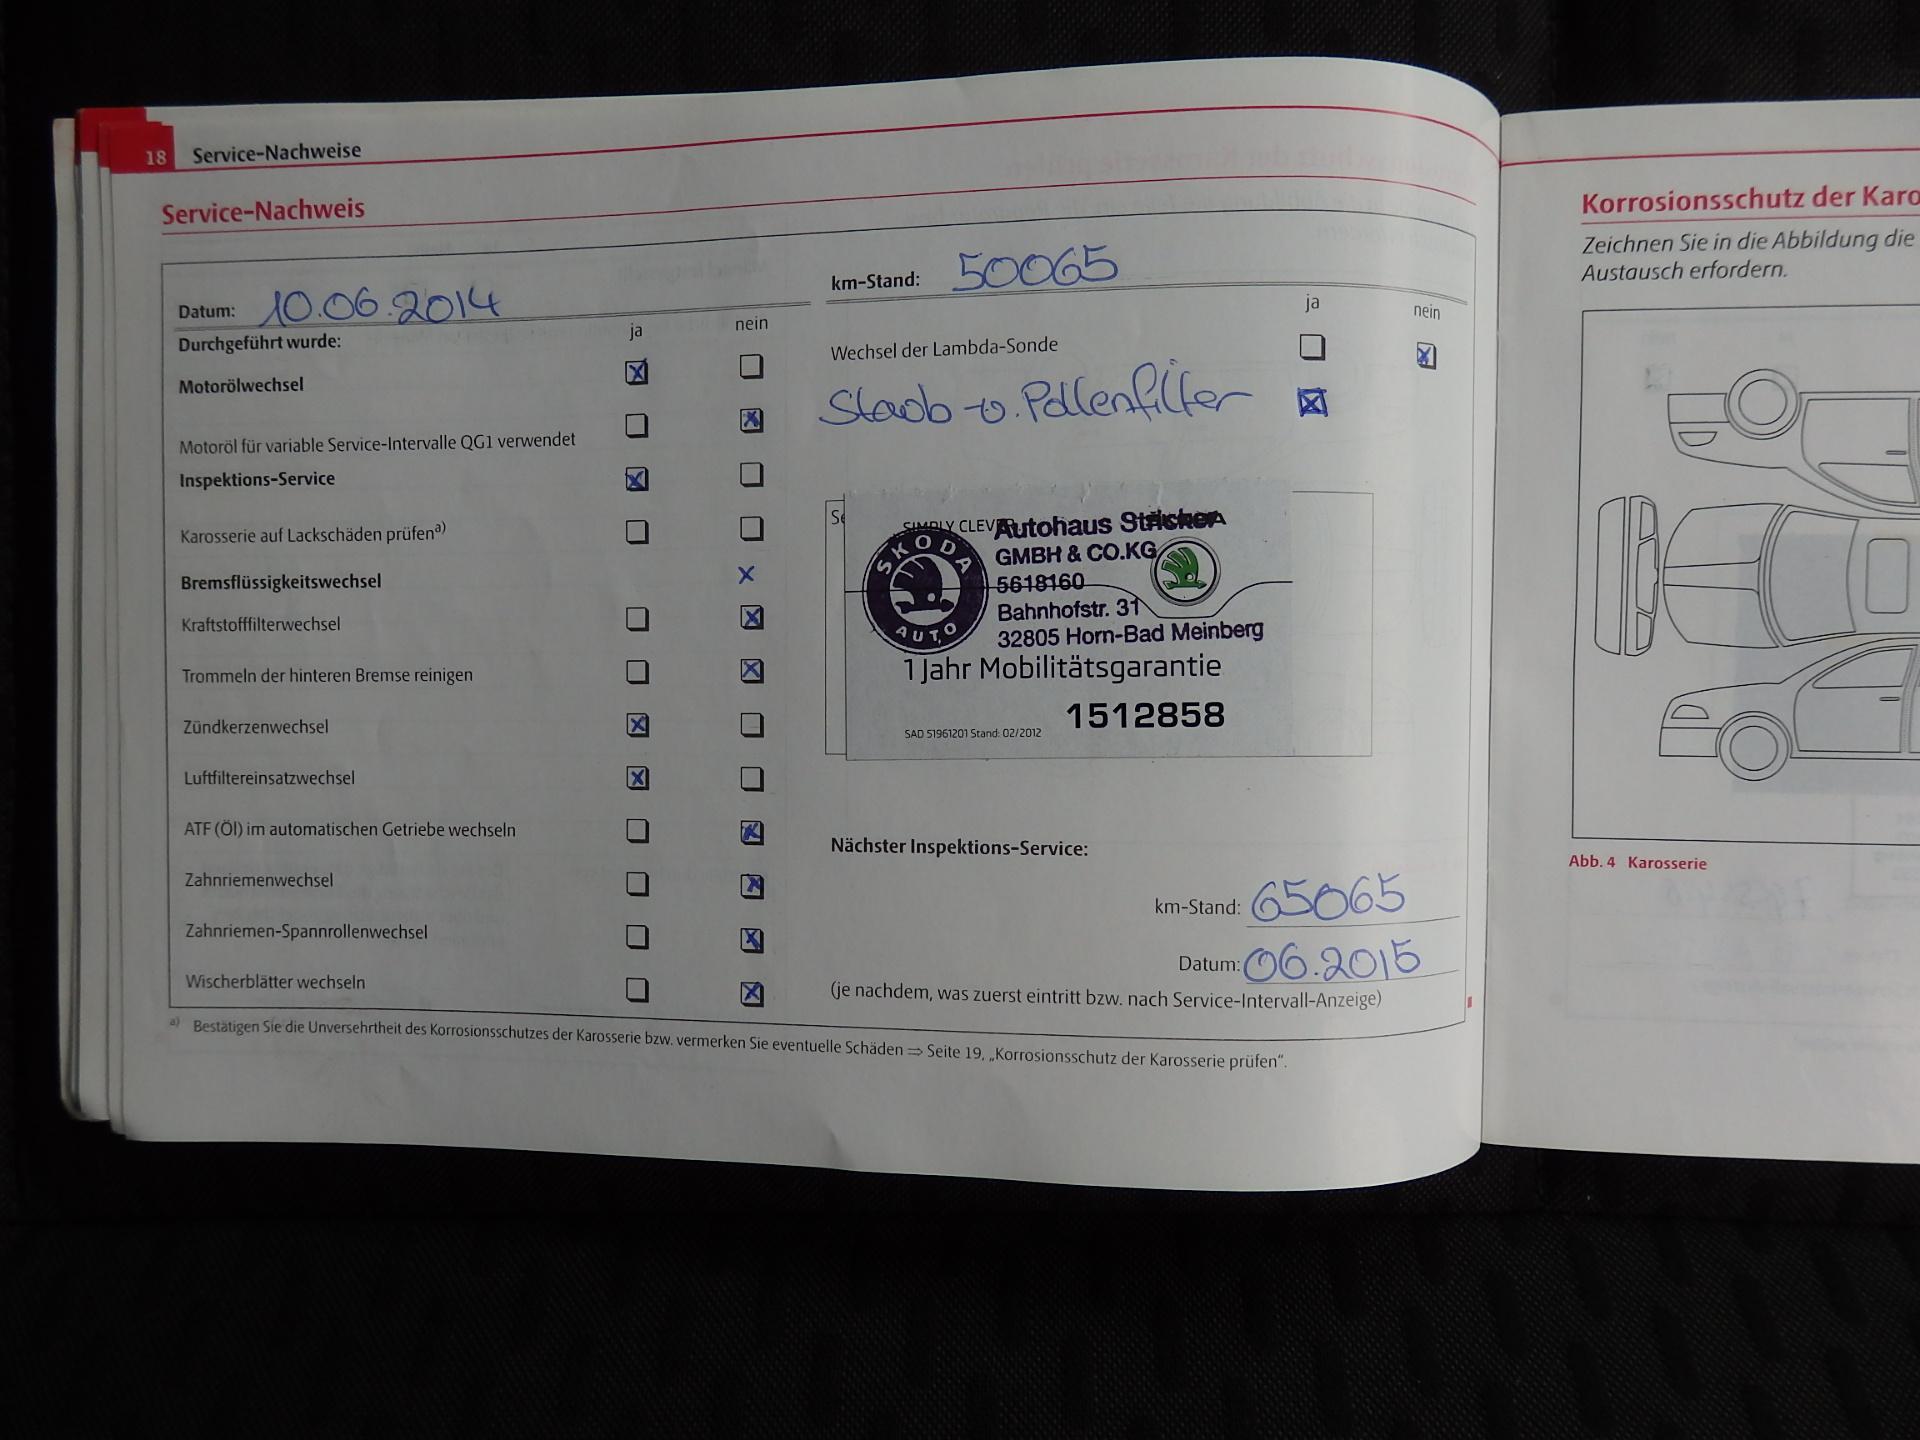 18 Service-Nachweise
Service-Nachweis
Datum: 10.06.2014
km-Stand: 50065
Durchgeführt wurde: ja nein
Motorölwechsel
Motoröl für variable Service-Intervalle QG1 verwendet
Inspektions-Service
Karosserie auf Lackschäden prüfen a)
Bremsflüssigkeitswechsel
Kraftstofffilterwechsel
Trommeln der hinteren Bremse reinigen
Zündkerzenwechsel
Luftfiltereinsatzwechsel
ATF (Öl) im automatischen Getriebe wechseln
Zahnriemenwechsel
Zahnriemen-Spannrollenwechsel
Wischerblätter wechseln
ja nein
Wechsel der Lambda-Sonde
Staub u. Pollenfilter
SIMPLY CLEVER
SKODA
AUTO
Autohaus Stricker
GMBH & CO.KG
5618160
Bahnhofstr. 31
32805 Horn-Bad Meinberg
1 Jahr Mobilitätsgarantie
1512858
SAD 51961201 Stand: 02/2012
Nächster Inspektions-Service:
km-Stand: 65065
Datum: 06.2015
(je nachdem, was zuerst eintritt bzw. nach Service-Intervall-Anzeige)
a) Bestätigen Sie die Unversehrtheit des Korrosionsschutzes der Karosserie bzw. vermerken Sie eventuelle Schäden ⇒ Seite 19, „Korrosionsschutz der Karosserie prüfen“.
Korrosionsschutz der Karo
Zeichnen Sie in die Abbildung die
Austausch erfordern.
Abb. 4 Karosserie